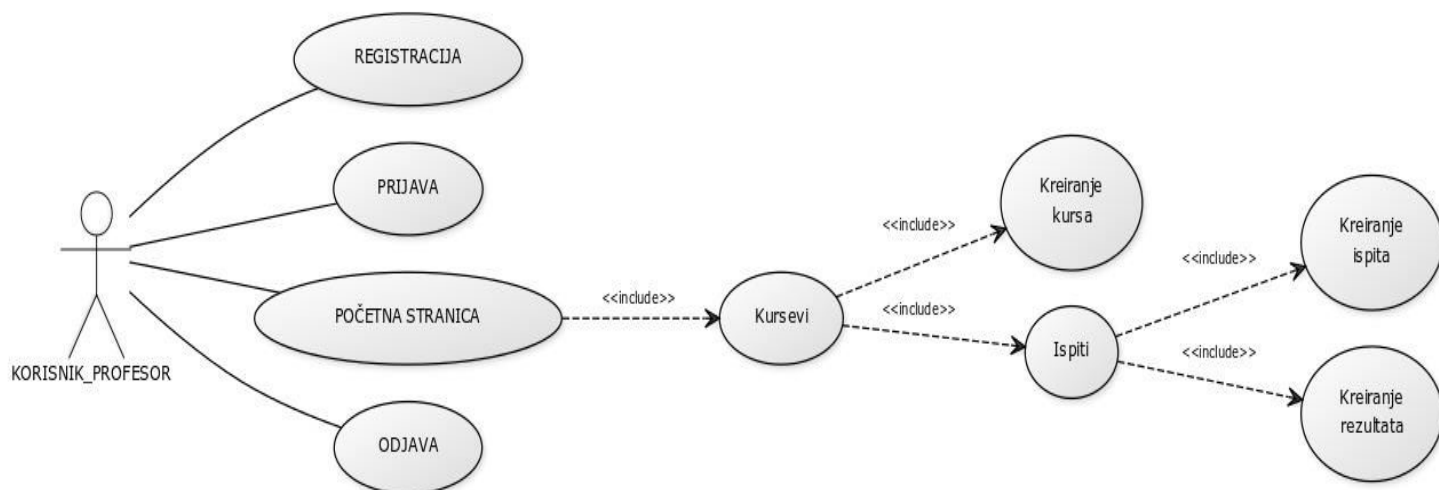 REGISTRACIJA
PRIJAVA
POČETNA STRANICA
ODJAVA
KORISNIK_PROFESOR
<<include>>
Kursevi
<<include>>
<<include>>
Kreiranje
kursa
Ispiti
<<include>>
<<include>>
Kreiranje
ispita
Kreiranje
rezultata